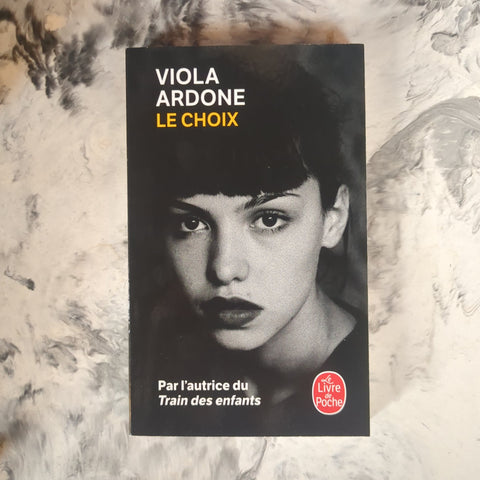 VIOLA
ARDONE
LE CHOIX
Par l'autrice du
Train des enfants
Le
Livre
de
Poche